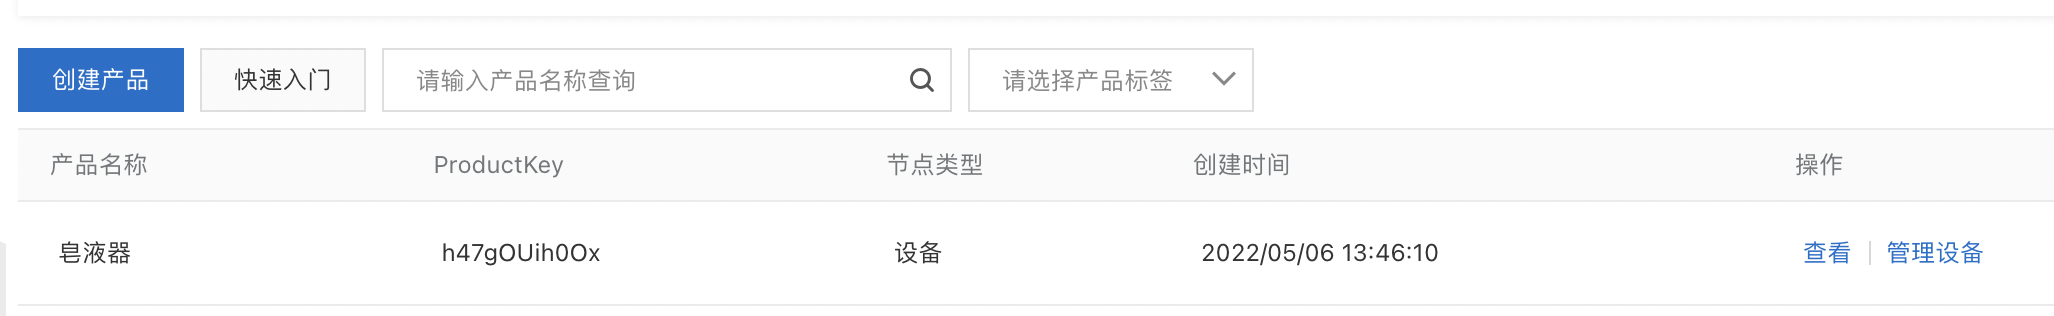 创建产品 快速入门 请输入产品名称查询 请选择产品标签
产品名称 ProductKey 节点类型 创建时间 操作
皂液器 h47gOUih0Ox 设备 2022/05/06 13:46:10 查看 管理设备